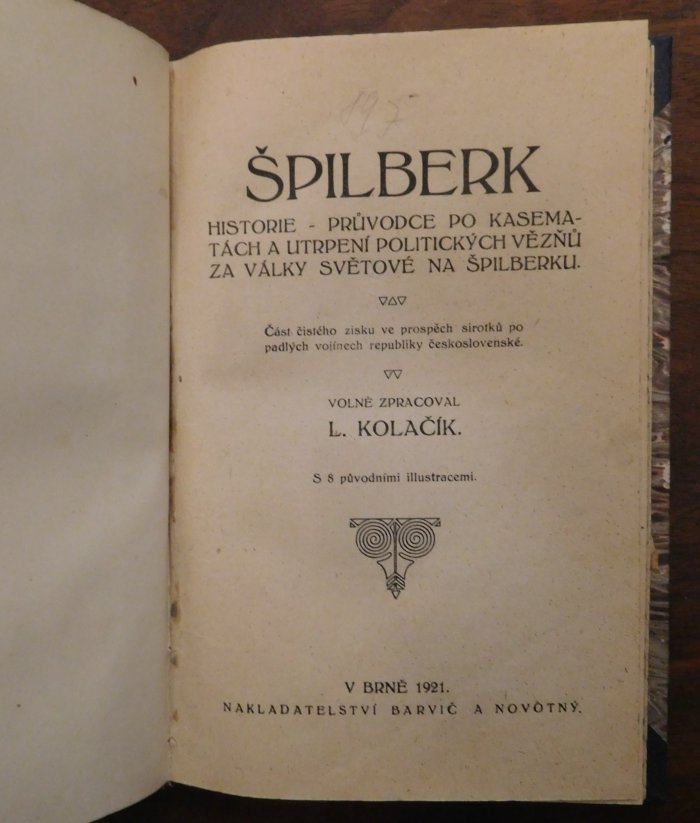 197
ŠPILBERK
HISTORIE - PRŮVODCE PO KASEMA-
TÁCH A UTRPENÍ POLITICKÝCH VĚZŇŮ
ZA VÁLKY SVĚTOVÉ NA ŠPILBERKU.
Část čistého zisku ve prospěch sirotků po
padlých vojínech republiky československé.
VOLNĚ ZPRACOVAL
L. KOLAČÍK.
S 8 původními illustracemi.
V BRNĚ 1921.
NAKLADATELSTVÍ BARVIČ A NOVOTNÝ.